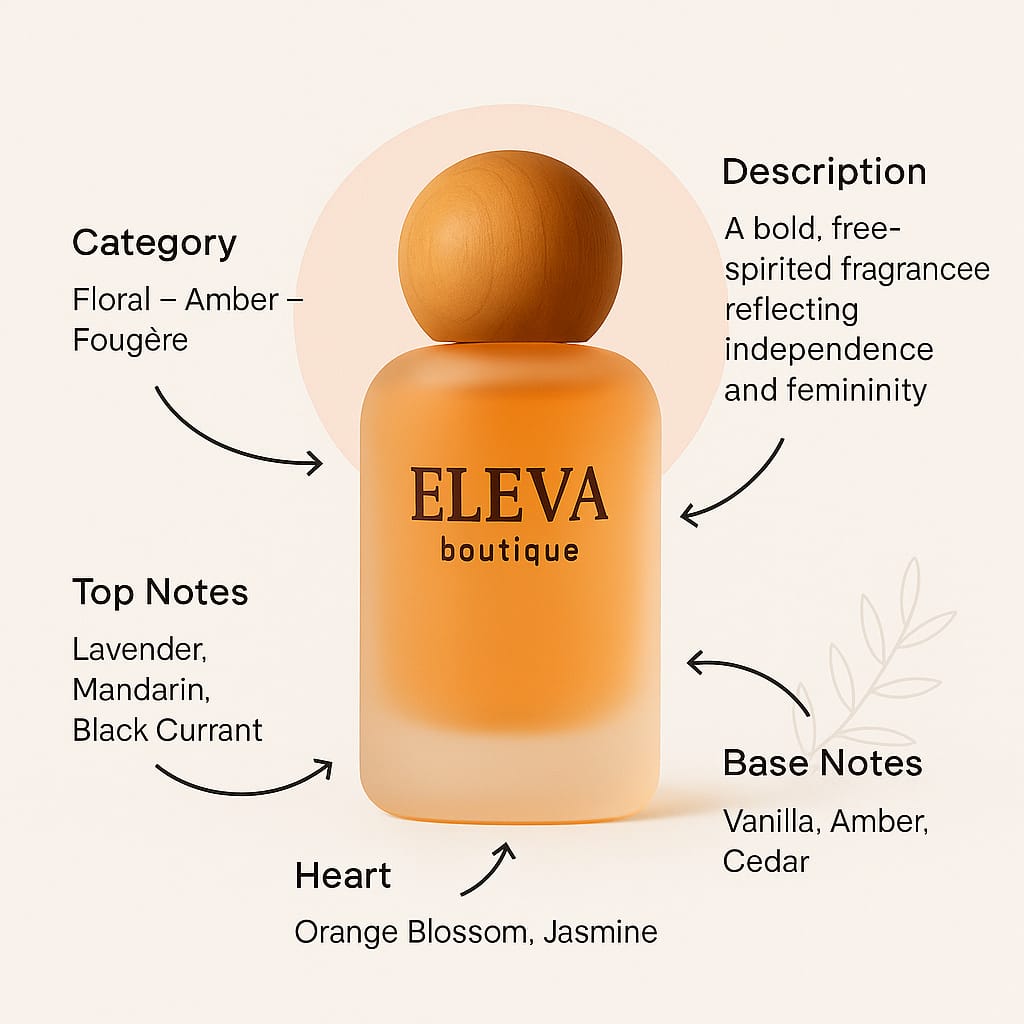 Category
Floral – Amber –
Fougère
Description
A bold, free-
spirited fragrancee
reflecting
independence
and femininity
ELEVA
boutique
Top Notes
Lavender,
Mandarin,
Black Currant
Base Notes
Vanilla, Amber,
Cedar
Heart
Orange Blossom, Jasmine